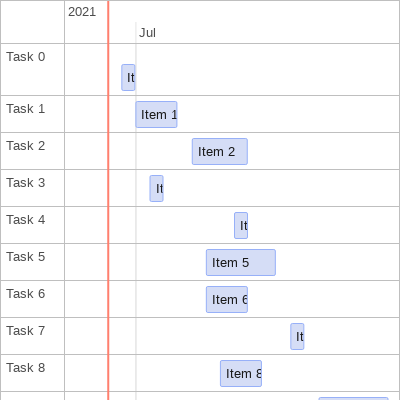 2021
Jul
Task 0
It
Task 1
Item 1
Task 2
Item 2
Task 3
It
Task 4
It
Task 5
Item 5
Task 6
Item 6
Task 7
It
Task 8
Item 8